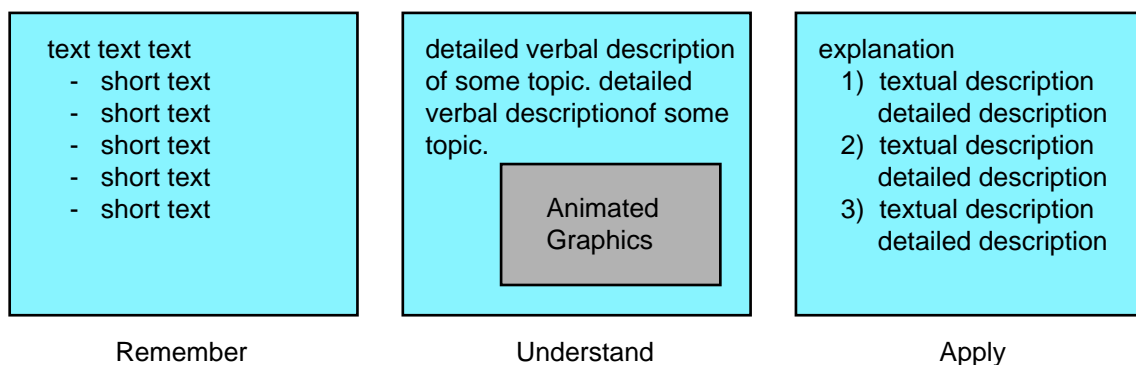 text text text
- short text
- short text
- short text
- short text
- short text
Remember
detailed verbal description
of some topic. detailed
verbal descriptionof some
topic.
Animated
Graphics
Understand
explanation
1) textual description
detailed description
2) textual description
detailed description
3) textual description
detailed description
Apply